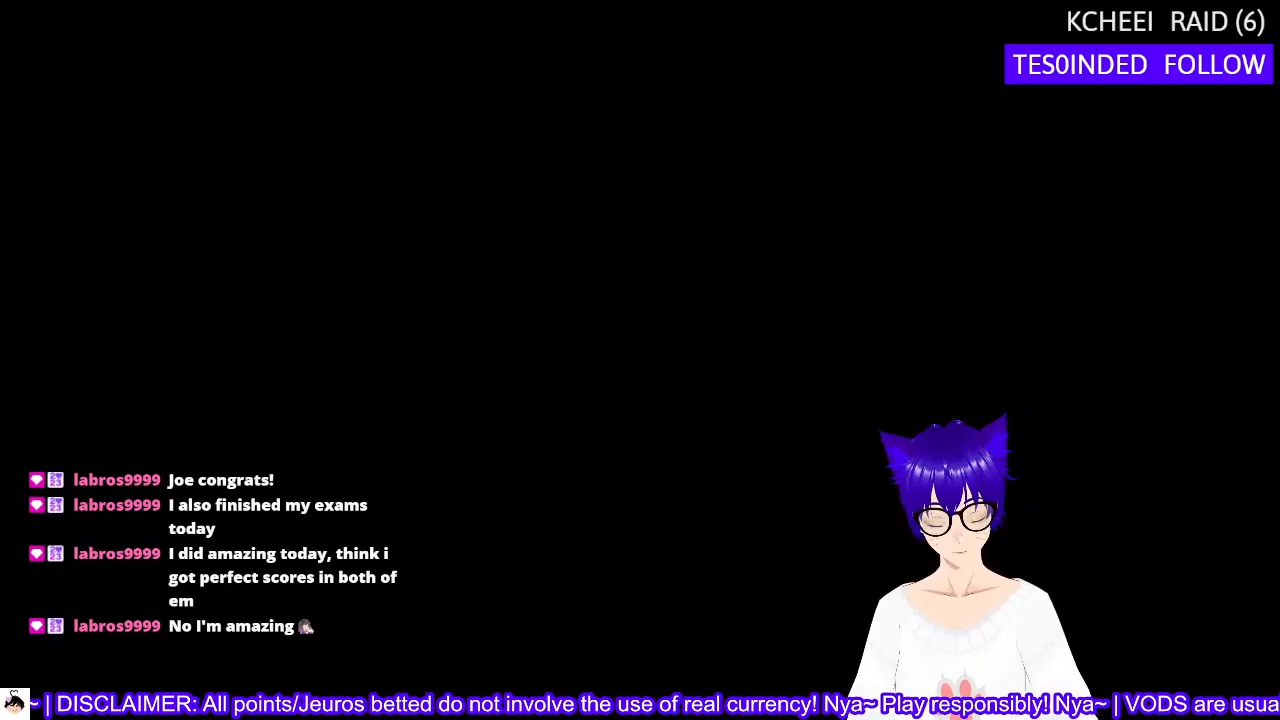 KCHEEI RAID (6)
TES0INDED FOLLOW
labros9999 Joe congrats!
labros9999 I also finished my exams
today
labros9999 I did amazing today, think i
got perfect scores in both of
em
labros9999 No I'm amazing
~ | DISCLAIMER: All points/Jeuros betted do not involve the use of real currency! Nya~ Play responsibly! Nya~ | VODS are usua